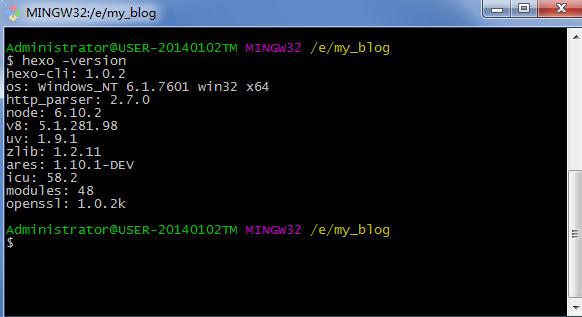 MINGW32:/e/my_blog
Administrator@USER-20140102TM MINGW32 /e/my_blog
$ hexo -version
hexo-cli: 1.0.2
os: Windows_NT 6.1.7601 win32 x64
http_parser: 2.7.0
node: 6.10.2
v8: 5.1.281.98
uv: 1.9.1
zlib: 1.2.11
ares: 1.10.1-DEV
icu: 58.2
modules: 48
openssl: 1.0.2k
Administrator@USER-20140102TM MINGW32 /e/my_blog
$